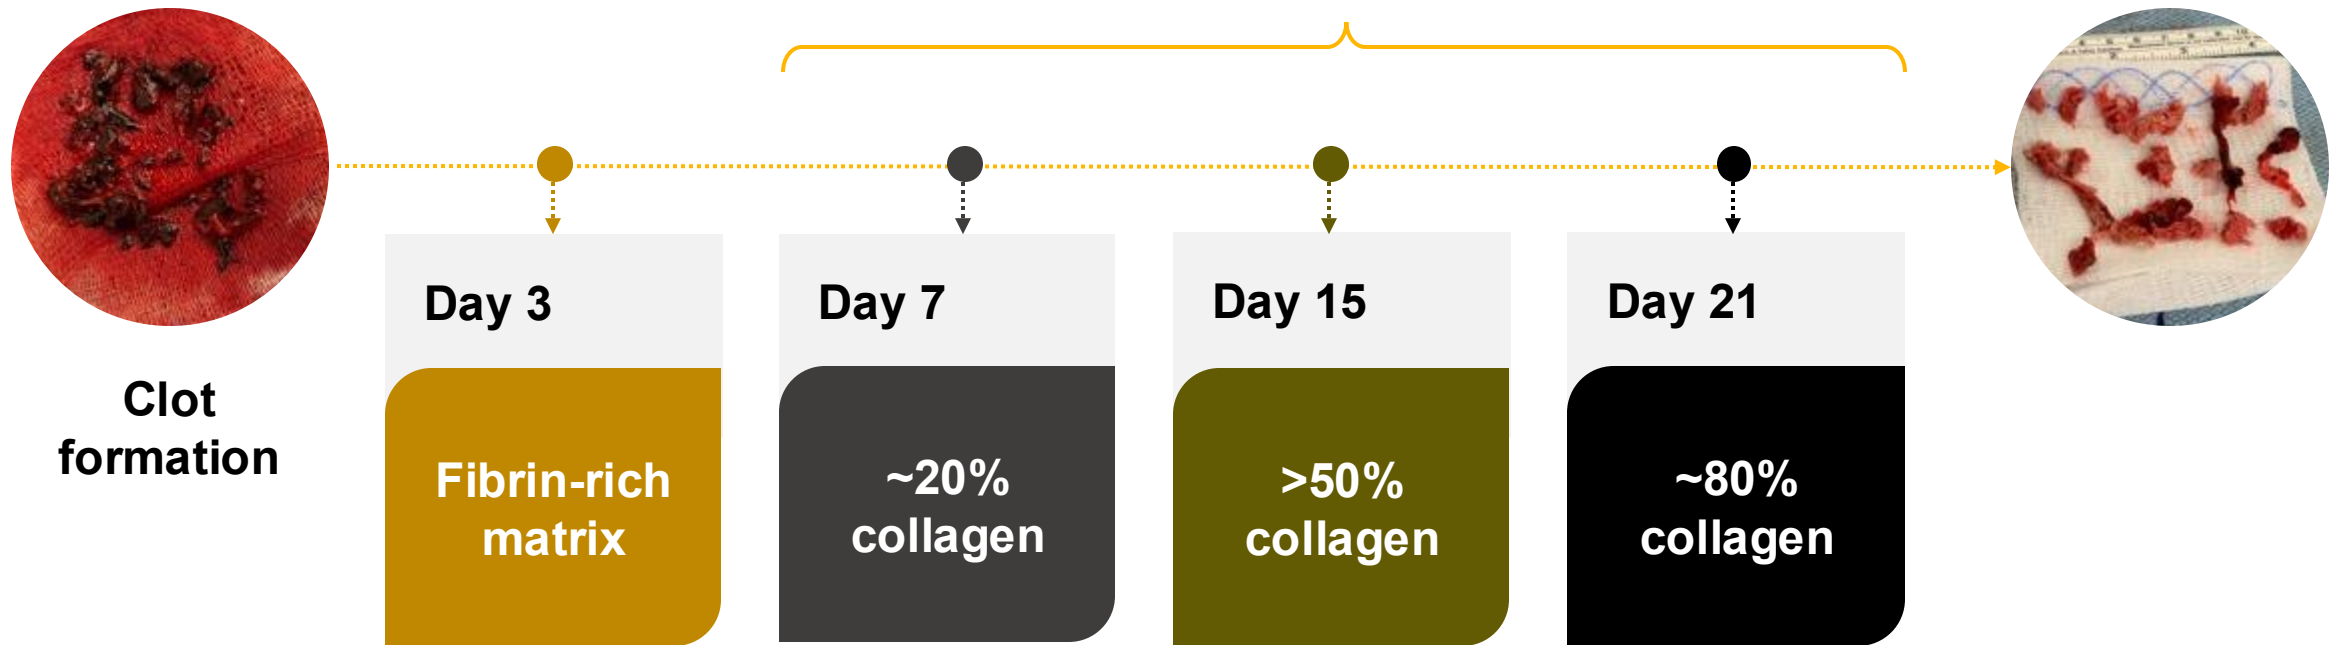 Clot
formation
Day 3
Fibrin-rich
matrix
Day 7
~20%
collagen
Day 15
>50%
collagen
Day 21
~80%
collagen